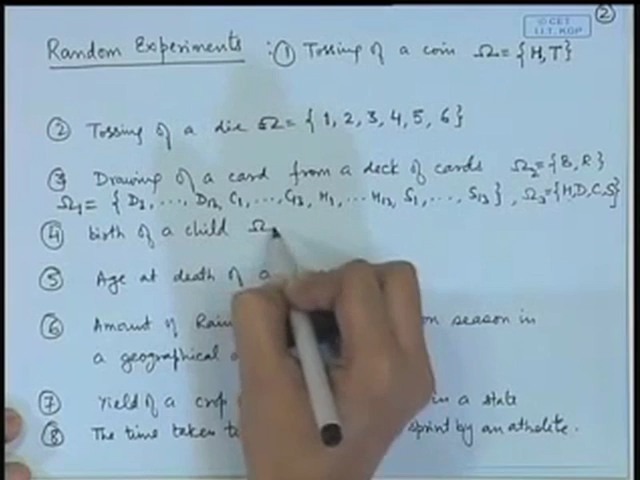 © CET
I.I.T. KGP
2
Random Experiments : ① Tossing of a coin Ω = {H, T}
② Tossing of a die Ω = { 1, 2, 3, 4, 5, 6}
③ Drawing of a card from a deck of cards Ω₂ = {B, R}
Ω₁ = { D₁, ..., D₁₃, C₁, ..., C₁₃, H₁, ... H₁₃, S₁, ..., S₁₃} , Ω₃ = {H, D, C, S}
④ birth of a child Ω
⑤ Age at death of a
⑥ Amount of season in
a geographical
⑦ Yield of a crop in a state
⑧ The time taken sprint by an athelite.